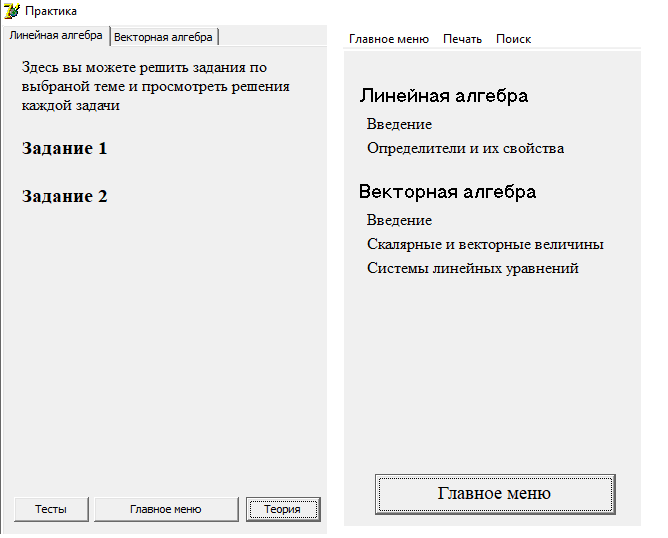 Практика
Линейная алгебра Векторная алгебра
Здесь вы можете решить задания по
выбраной теме и просмотреть решения
каждой задачи
Задание 1
Задание 2
Тесты Главное меню Теория
Главное меню Печать Поиск
Линейная алгебра
Введение
Определители и их свойства
Векторная алгебра
Введение
Скалярные и векторные величины
Системы линейных уравнений
Главное меню